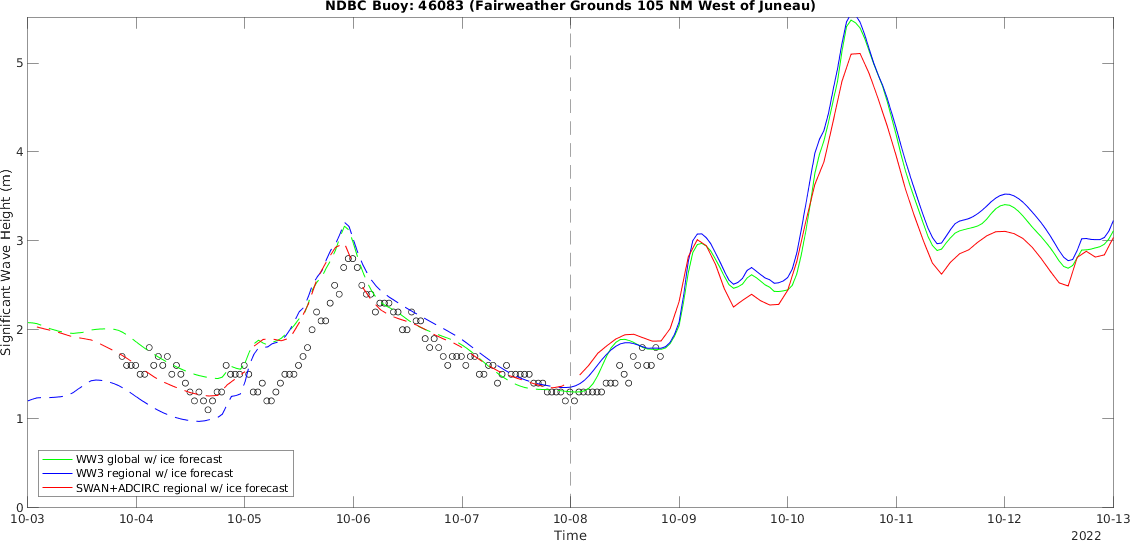 NDBC Buoy: 46083 (Fairweather Grounds 105 NM West of Juneau)
5
4
3
2
1
0
Significant Wave Height (m)
WW3 global w/ ice forecast
WW3 regional w/ ice forecast
SWAN+ADCIRC regional w/ ice forecast
10-03 10-04 10-05 10-06 10-07 10-08 10-09 10-10 10-11 10-12 10-13
Time
2022